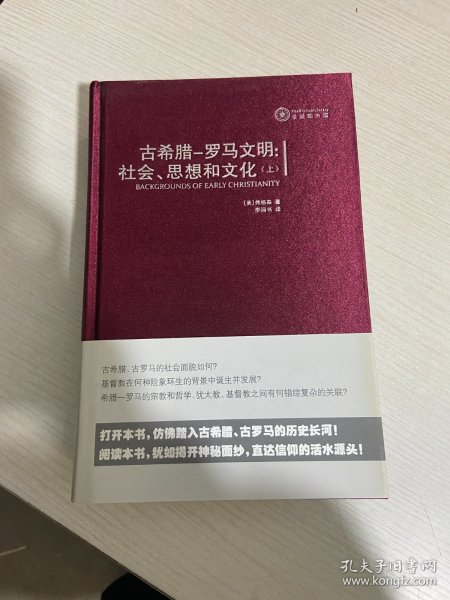 古希腊-罗马文明:
社会、思想和文化(上)
BACKGROUNDS OF EARLY CHRISTIANITY
[美]弗格森 著
李丽书 译
古希腊、古罗马的社会面貌如何?
基督教在何种险象环生的背景中诞生并发展?
希腊—罗马的宗教和哲学、犹太教、基督教之间有何错综复杂的关联?
打开本书,仿佛踏入古希腊、古罗马的历史长河!
阅读本书,犹如揭开神秘面纱,直达信仰的活水源头!
孔夫子旧书网
www.kongfz.com